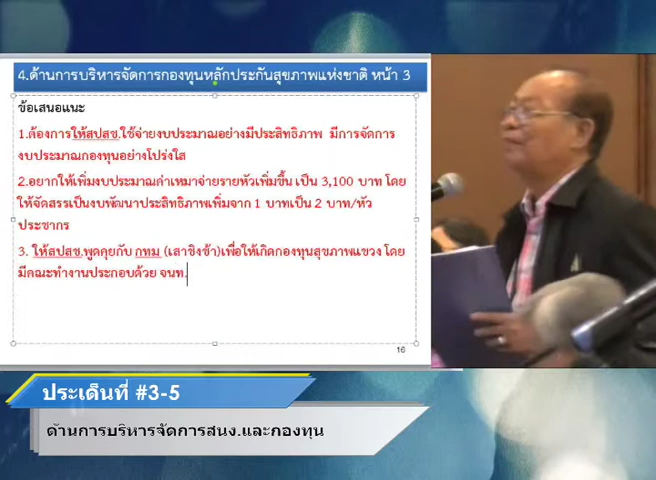 4.ด้านการบริหารจัดการกองทุนหลักประกันสุขภาพแห่งชาติ หน้า 3
ข้อเสนอแนะ
1.ต้องการให้สปสช.ใช้จ่ายงบประมาณอย่างมีประสิทธิภาพ มีการจัดการ
งบประมาณกองทุนอย่างโปร่งใส
2.อยากให้เพิ่มงบประมาณค่าเหมาจ่ายรายหัวเพิ่มขึ้น เป็น 3,100 บาท โดย
ให้จัดสรรเป็นงบพัฒนาประสิทธิภาพเพิ่มจาก 1 บาทเป็น 2 บาท/หัว
ประชากร
3. ให้สปสช.พูดคุยกับ กทม (เสาชิงช้า)เพื่อให้เกิดกองทุนสุขภาพแขวง โดย
มีคณะทำงานประกอบด้วย จนท.
16
ประเด็นที่ #3-5
ด้านการบริหารจัดการสนง.และกองทุน